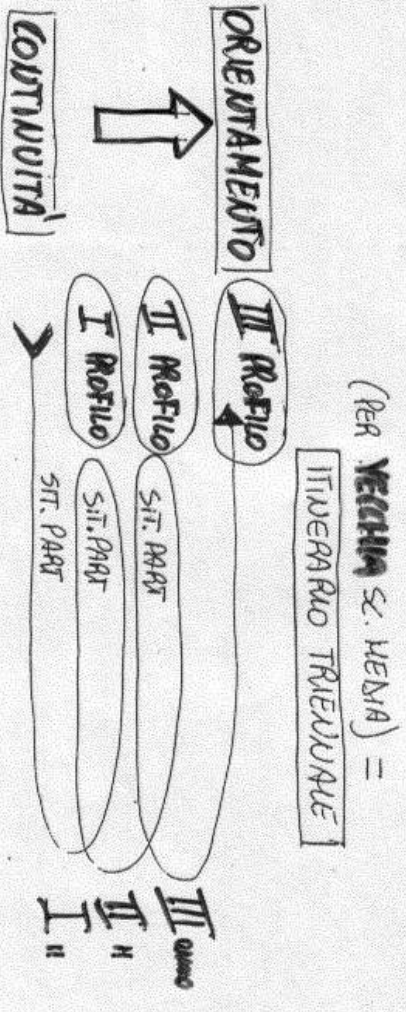 (PER VECCHIA SC. MEDIA) =
ITINERARIO TRIENNALE
ORIENTAMENTO
III PROFILO
II PROFILO
SIT. PART
III ANNO
I PROFILO
SIT. PART
II "
CONTINUITÀ
SIT. PART
I "